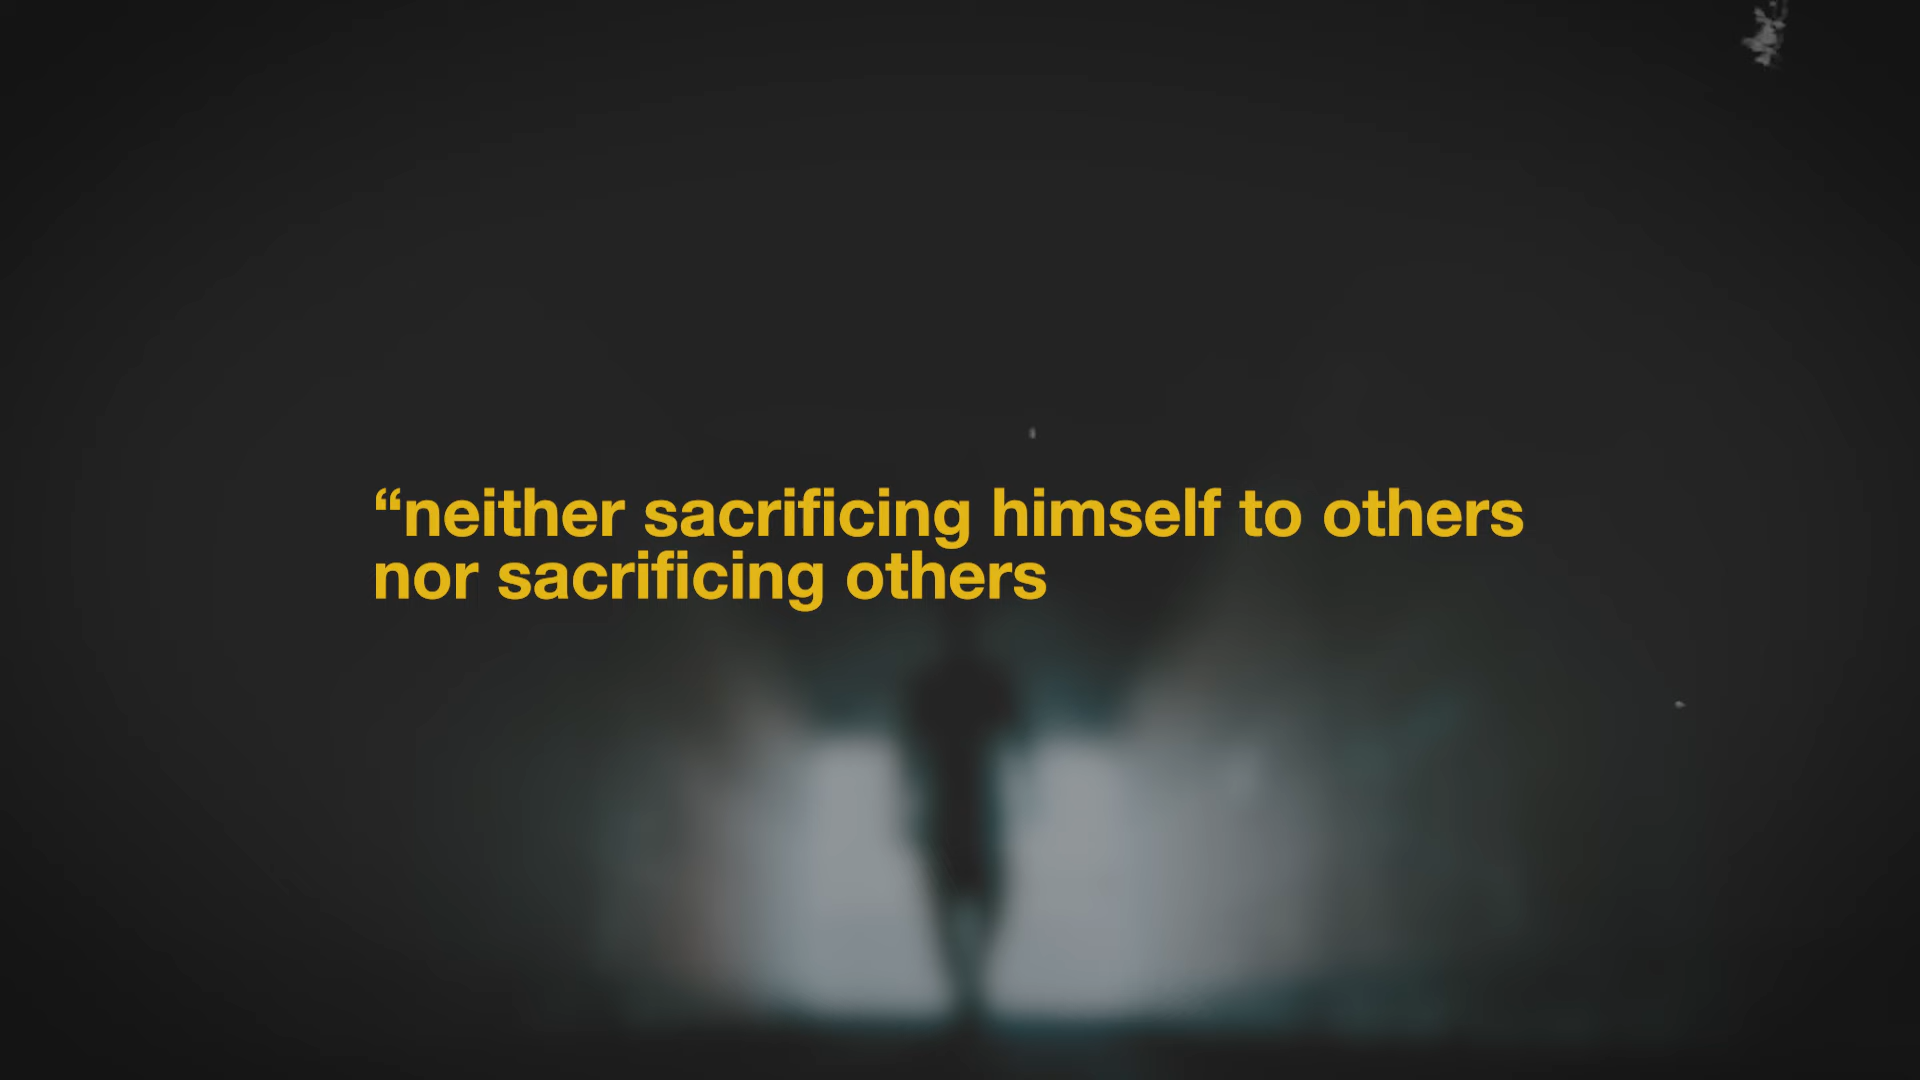 “neither sacrificing himself to others
nor sacrificing others